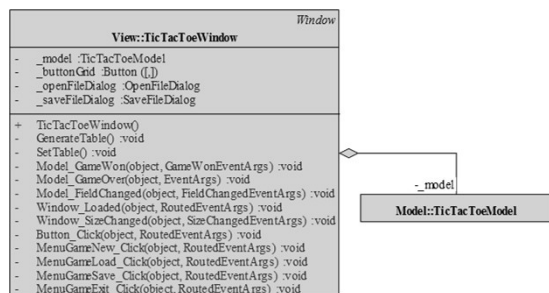 Window
View::TicTacToeWindow
- _model :TicTacToeModel
- _buttonGrid :Button ([,])
- _openFileDialog :OpenFileDialog
- _saveFileDialog :SaveFileDialog
+ TicTacToeWindow()
- GenerateTable() :void
- SetTable() :void
- Model_GameWon(object, GameWonEventArgs) :void
- Model_GameOver(object, EventArgs) :void
- Model_FieldChanged(object, FieldChangedEventArgs) :void
- Window_Loaded(object, RoutedEventArgs) :void
- Window_SizeChanged(object, SizeChangedEventArgs) :void
- Button_Click(object, RoutedEventArgs) :void
- MenuGameNew_Click(object, RoutedEventArgs) :void
- MenuGameLoad_Click(object, RoutedEventArgs) :void
- MenuGameSave_Click(object, RoutedEventArgs) :void
- MenuGameExit_Click(object, RoutedEventArgs) :void
-_model
Model::TicTacToeModel